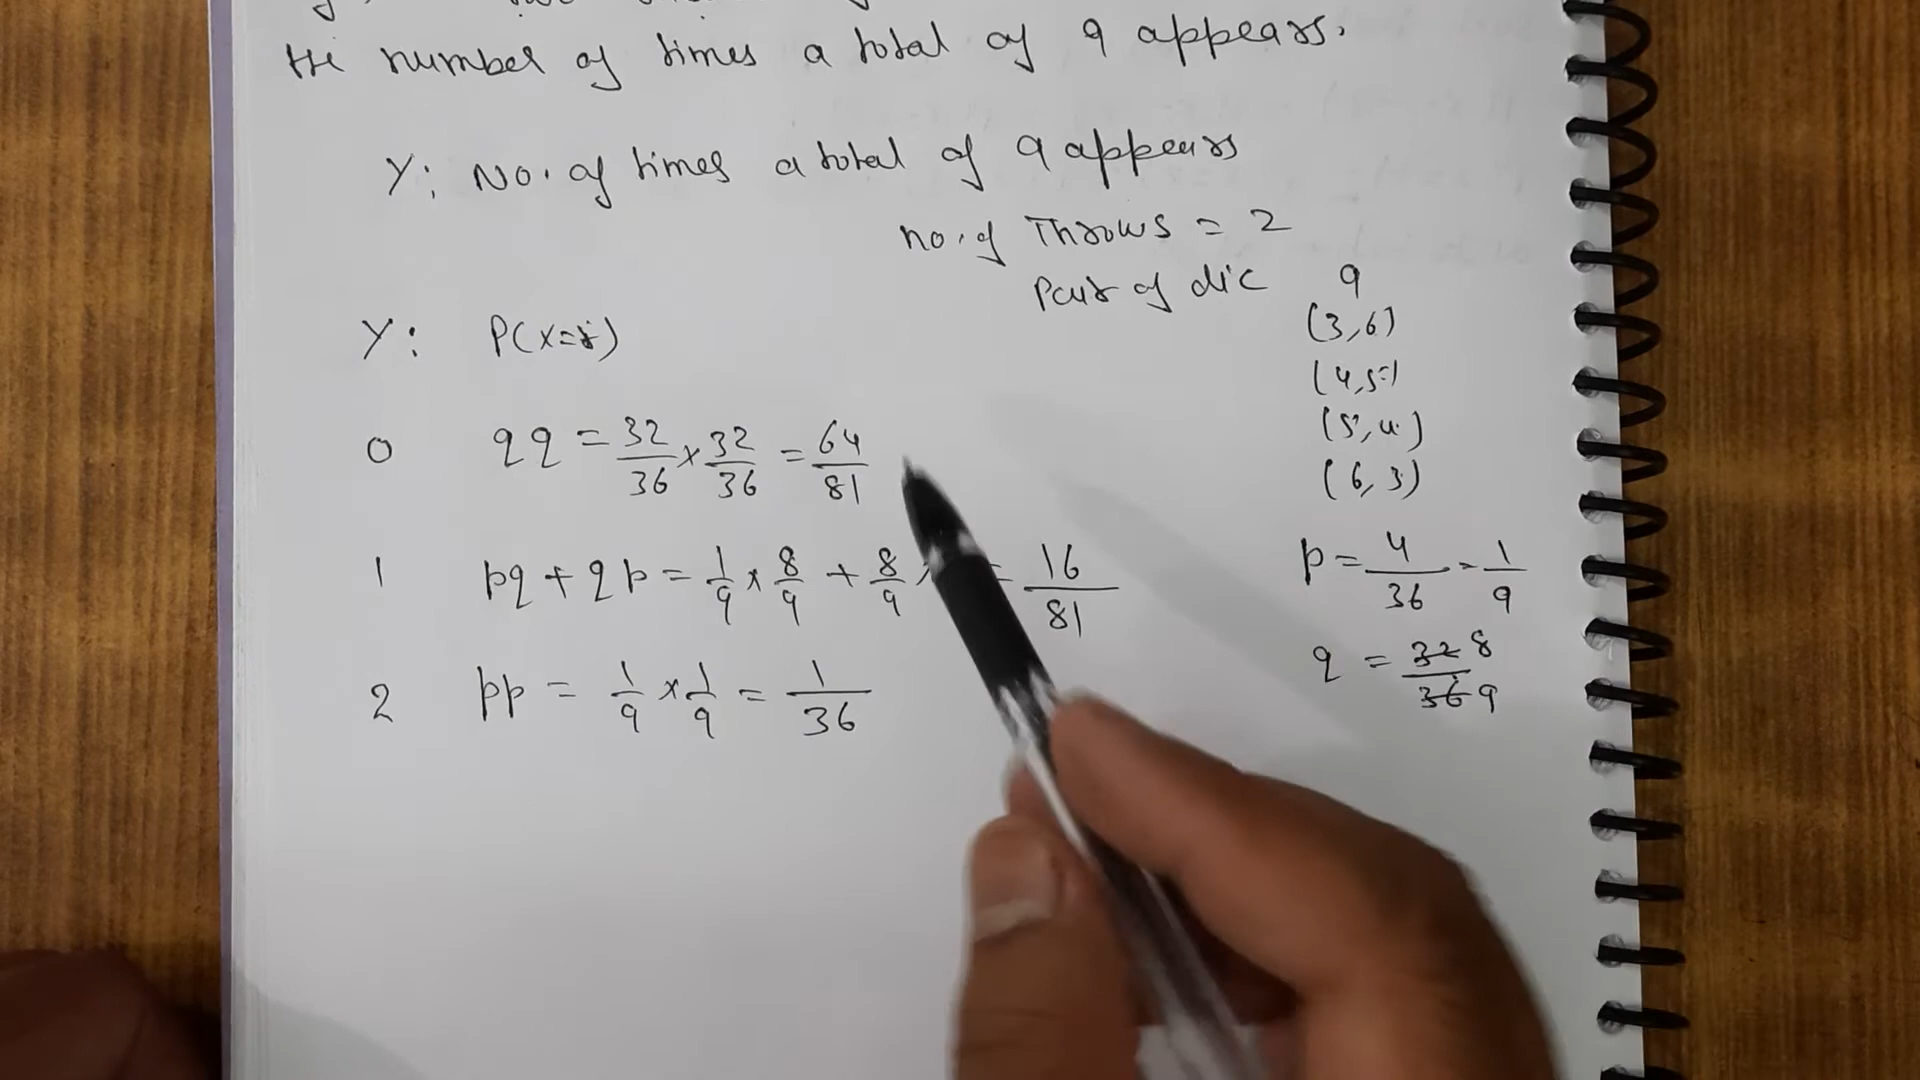 the number of times a total of 9 appears.
Y: No. of times a total of 9 appears
no. of Throws = 2
Pair of dic 9
(3,6)
Y: P(X=r)
(4,5)
(5,4)
0 qq = 32/36 × 32/36 = 64/81
(6,3)
1 pq + qp = 1/9 × 8/9 + 8/9 = 16/81
p = 4/36 = 1/9
q = 32/36 8/9
2 pp = 1/9 × 1/9 = 1/36